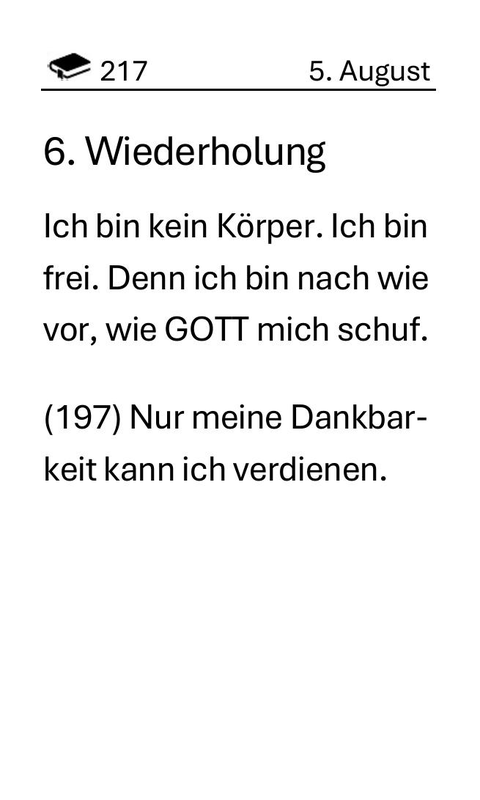 217 5. August
6. Wiederholung
Ich bin kein Körper. Ich bin
frei. Denn ich bin nach wie
vor, wie GOTT mich schuf.
(197) Nur meine Dankbar-
keit kann ich verdienen.